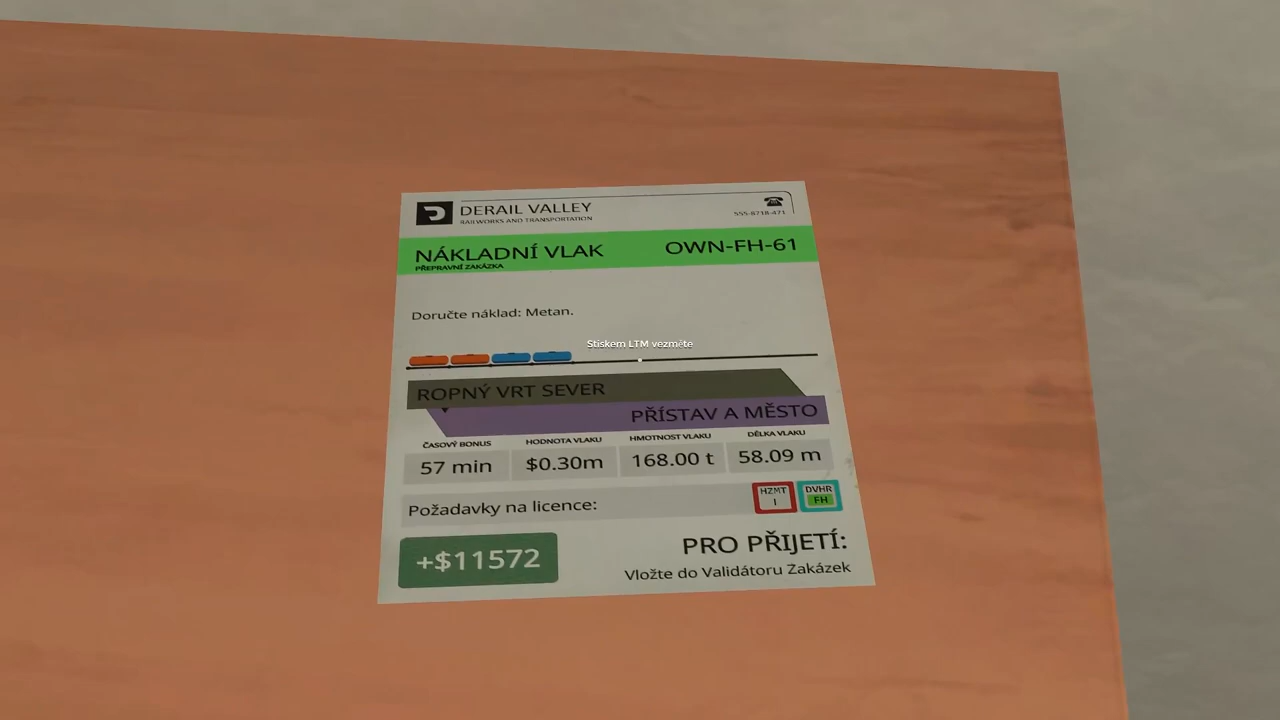 DERAIL VALLEY
RAILWORKS AND TRANSPORTATION
555-8718-471
NÁKLADNÍ VLAK OWN-FH-61
PŘEPRAVNÍ ZAKÁZKA
Doručte náklad: Metan.
Stiskem LTM vezměte
ROPNÝ VRT SEVER
PŘÍSTAV A MĚSTO
ČASOVÝ BONUS HODNOTA VLAKU HMOTNOST VLAKU DÉLKA VLAKU
57 min $0.30m 168.00 t 58.09 m
Požadavky na licence: HZMT I DVHR FH
+$11572
PRO PŘIJETÍ:
Vložte do Validátoru Zakázek